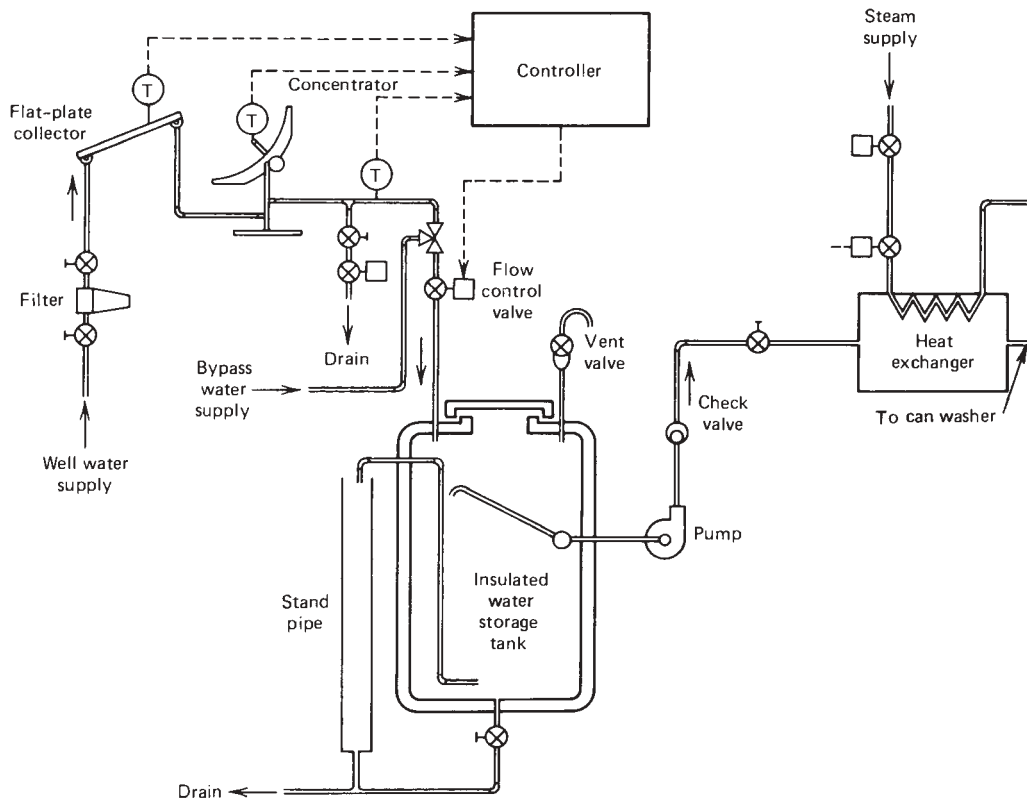 Steam
supply
Controller
T
Concentrator
T
Flat-plate
collector
T
Filter
Flow
control
valve
Drain
Vent
valve
Heat
exchanger
Bypass
water
supply
Check
valve
To can washer
Well water
supply
Pump
Insulated
water
storage
tank
Stand
pipe
Drain